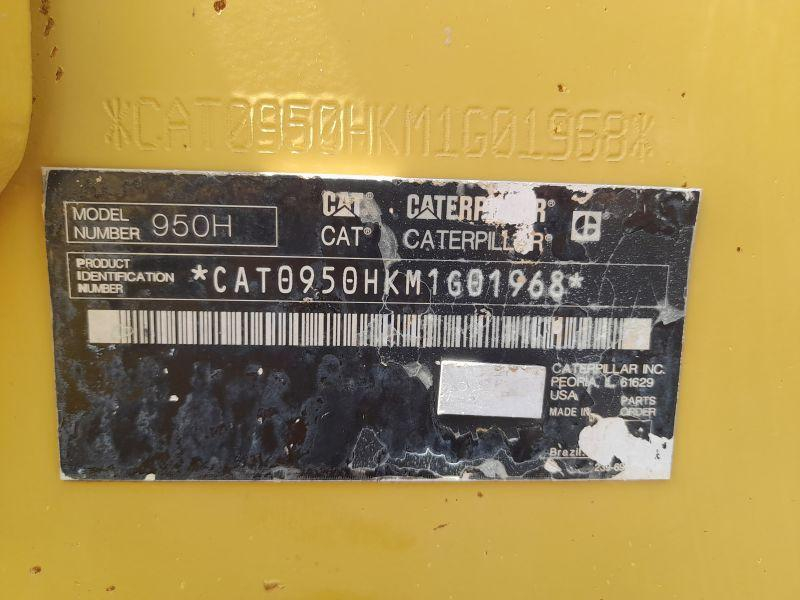 *CAT0950HKM1G01968*
CAT® CATERPILLAR®
MODEL NUMBER 950H
CAT® CATERPILLAR®
PRODUCT IDENTIFICATION NUMBER *CAT0950HKM1G01968*
CATERPILLAR INC.
PEORIA, IL 61629
USA
MADE IN
PARTS ORDER
Brazil